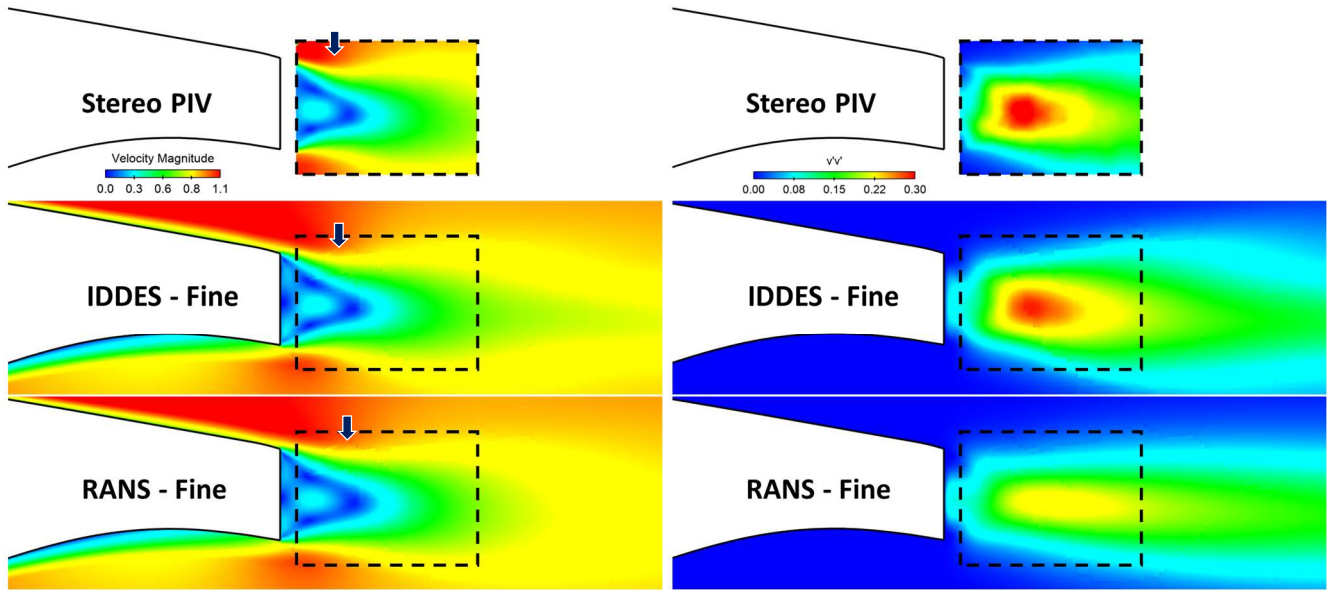 Stereo PIV
Velocity Magnitude
0.0 0.3 0.6 0.8 1.1
Stereo PIV
v'v'
0.00 0.08 0.15 0.22 0.30
IDDES - Fine
IDDES - Fine
RANS - Fine
RANS - Fine